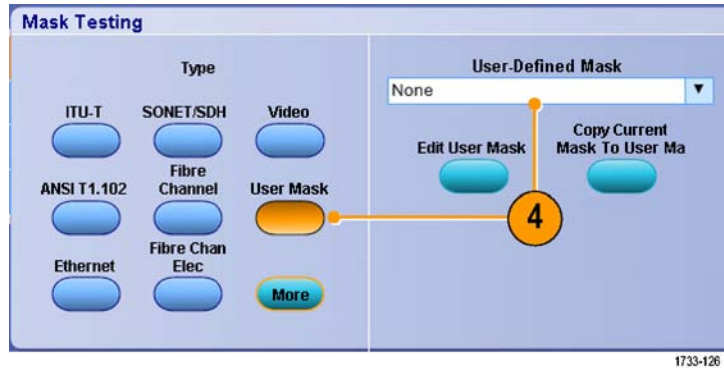 Mask Testing
Type
ITU-T
SONET/SDH
Video
ANSI T1.102
Fibre
Channel
User Mask
Ethernet
Fibre Chan
Elec
More
User-Defined Mask
None
Edit User Mask
Copy Current
Mask To User Ma
4
1733-126